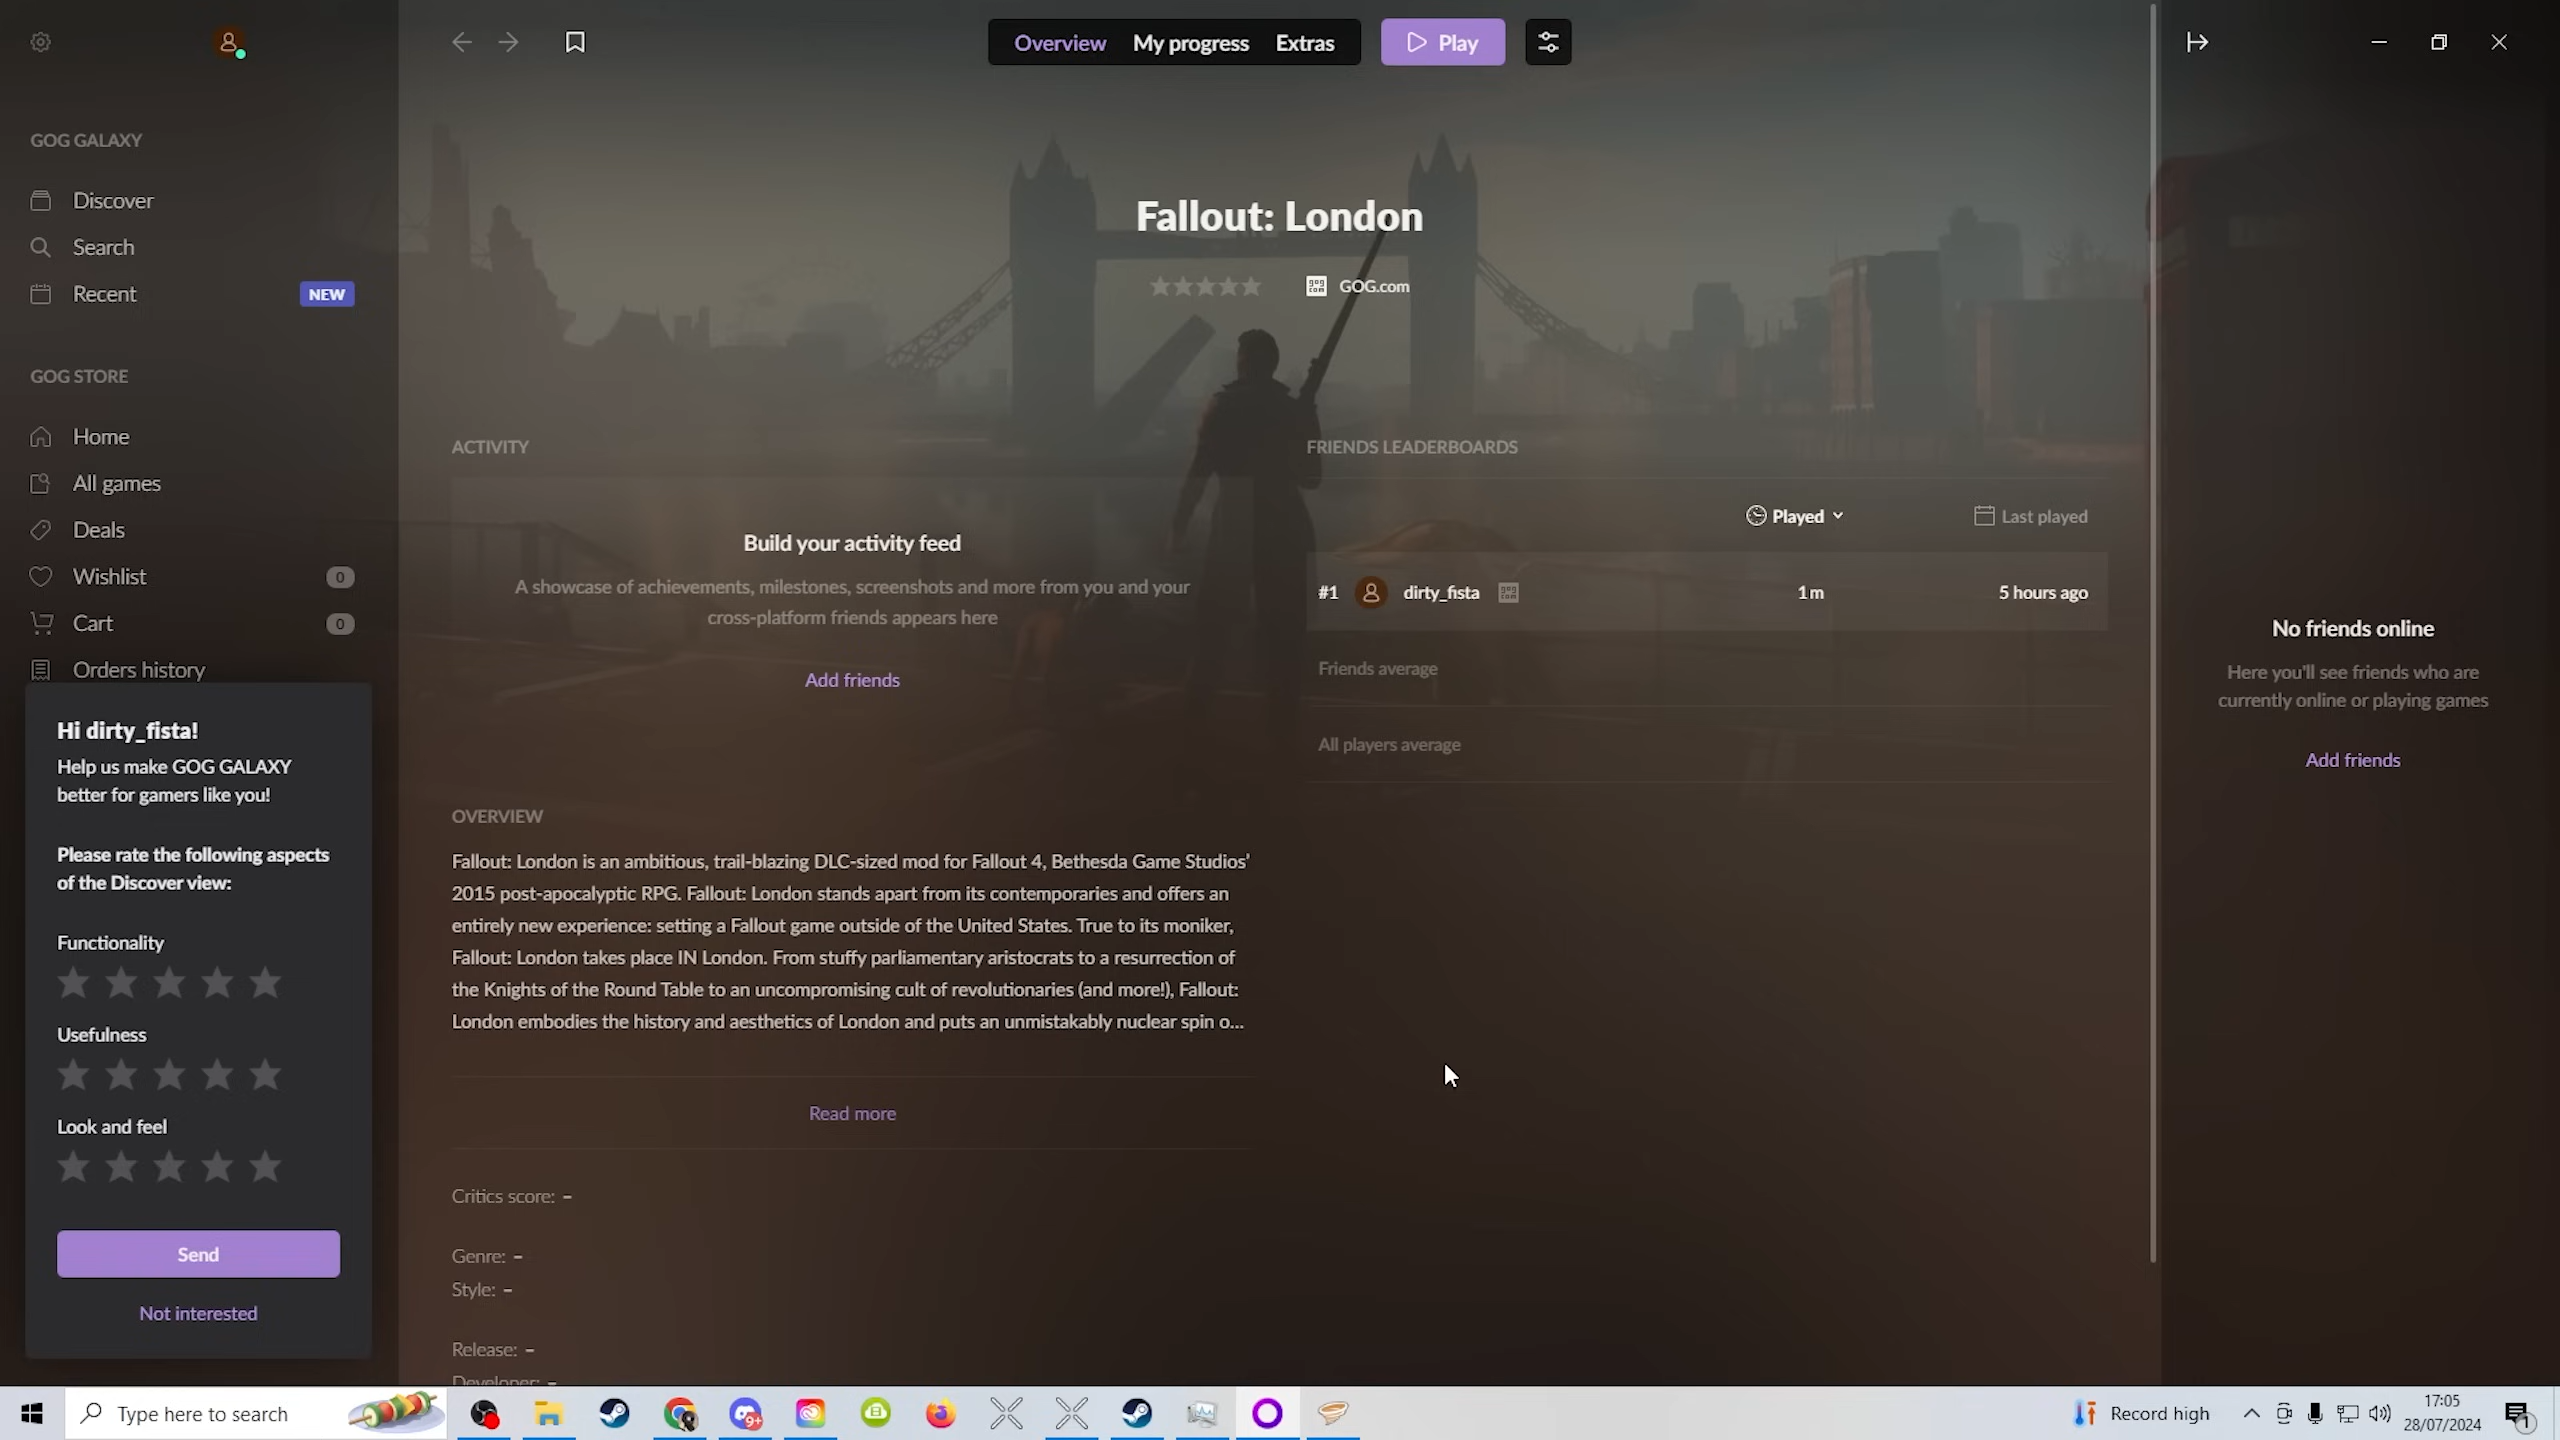 Overview
My progress
Extras
Play
GOG GALAXY
Discover
Search
Recent
NEW
GOG STORE
Home
All games
Deals
Wishlist
0
Cart
0
Orders history
Hi dirty_fista!
Help us make GOG GALAXY
better for gamers like you!
Please rate the following aspects
of the Discover view:
Functionality
Usefulness
Look and feel
Send
Not interested
Fallout: London
GOG.com
ACTIVITY
Build your activity feed
A showcase of achievements, milestones, screenshots and more from you and your
cross-platform friends appears here
Add friends
FRIENDS LEADERBOARDS
Played
Last played
#1 dirty_fista 1m 5 hours ago
Friends average
All players average
OVERVIEW
Fallout: London is an ambitious, trail-blazing DLC-sized mod for Fallout 4, Bethesda Game Studios'
2015 post-apocalyptic RPG. Fallout: London stands apart from its contemporaries and offers an
entirely new experience: setting a Fallout game outside of the United States. True to its moniker,
Fallout: London takes place IN London. From stuffy parliamentary aristocrats to a resurrection of
the Knights of the Round Table to an uncompromising cult of revolutionaries (and more!), Fallout:
London embodies the history and aesthetics of London and puts an unmistakably nuclear spin o...
Read more
Critics score: –
Genre: –
Style: –
Release: –
Developer: –
No friends online
Here you'll see friends who are
currently online or playing games
Add friends
Type here to search
9+
Record high
17:05
28/07/2024
1